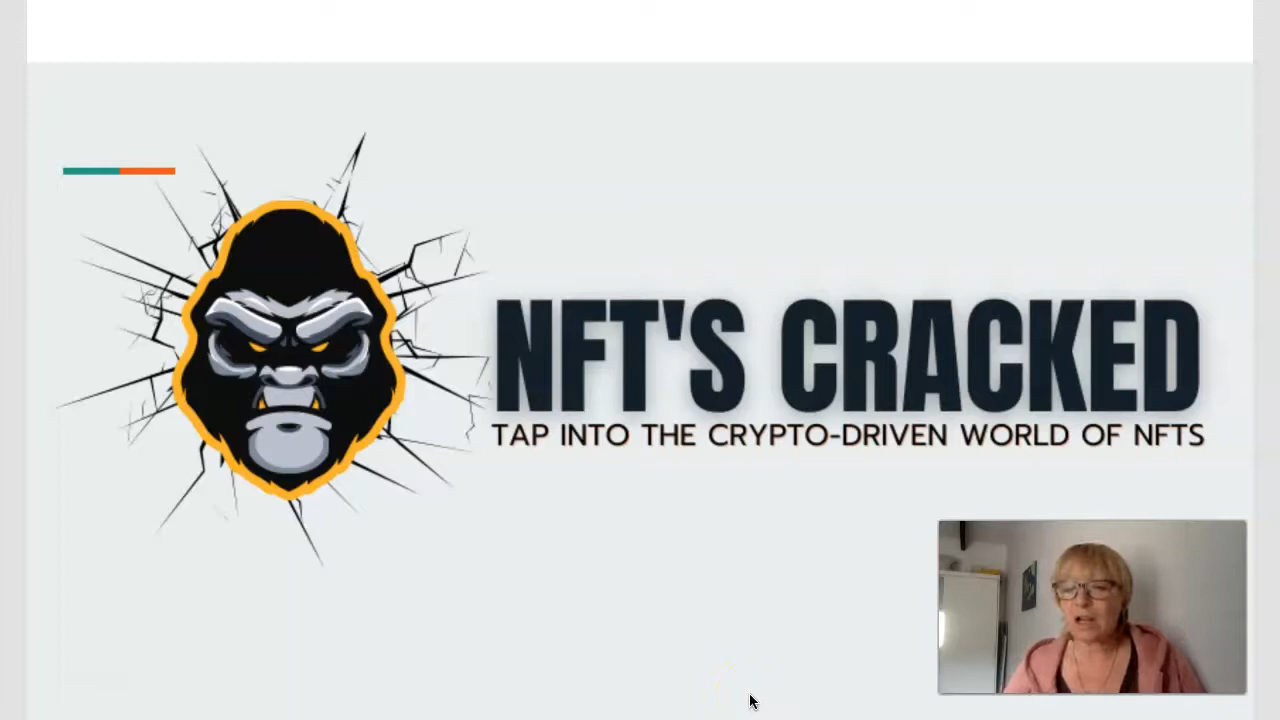 NFT'S CRACKED
TAP INTO THE CRYPTO-DRIVEN WORLD OF NFTS